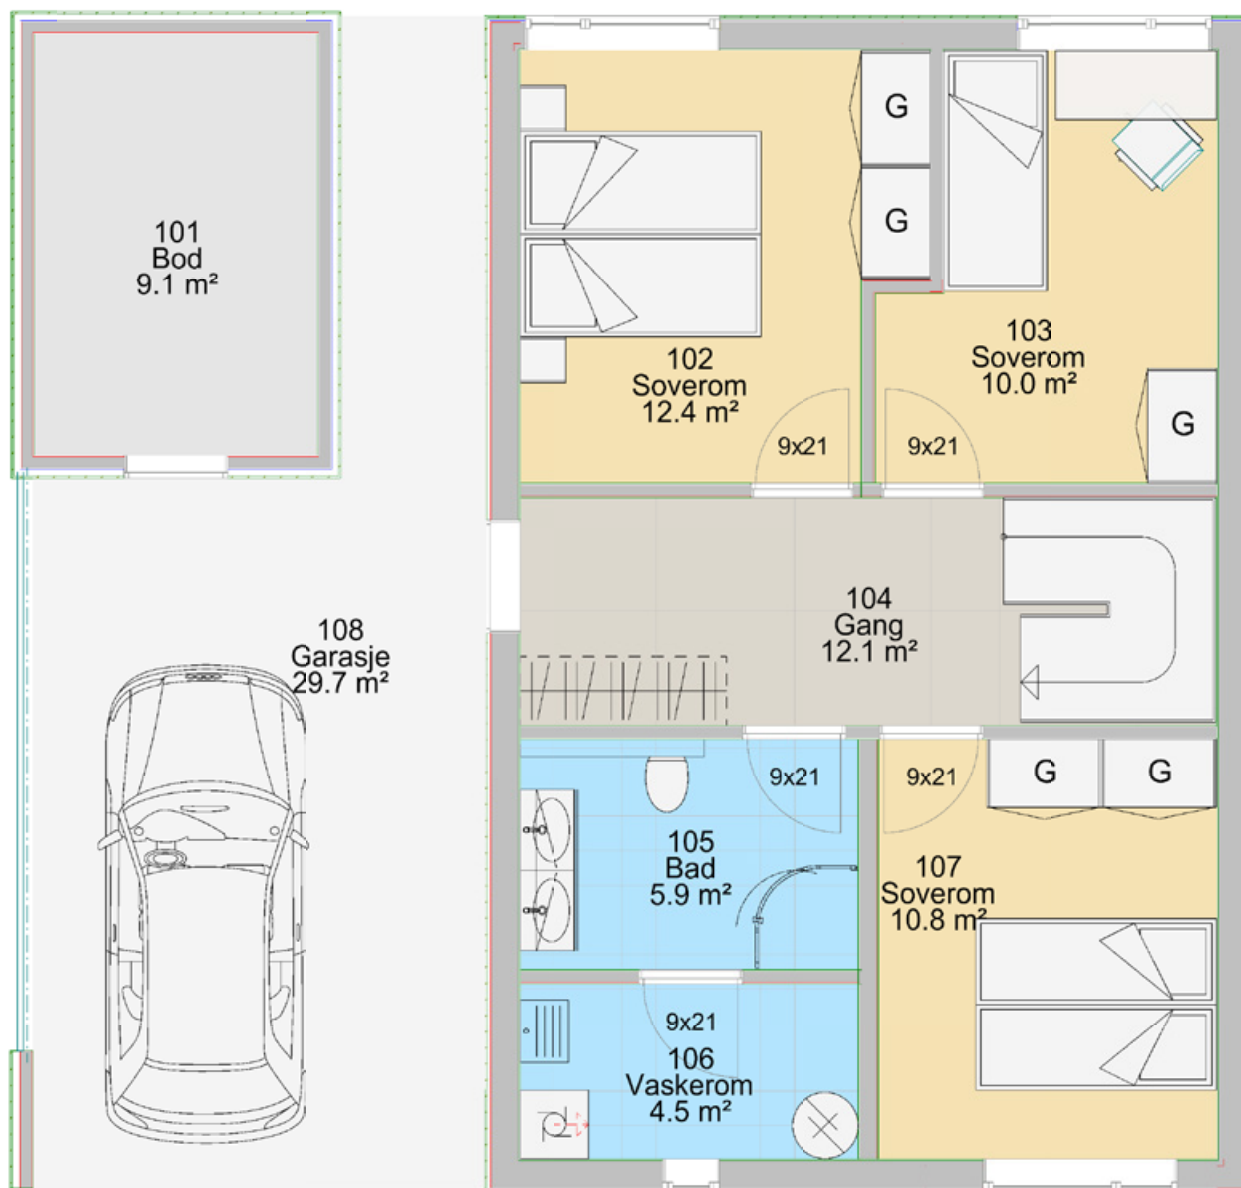 G
G
101
Bod
9.1 m²
102
Soverom
12.4 m²
103
Soverom
10.0 m²
G
9x21
9x21
104
Gang
12.1 m²
108
Garasje
29.7 m²
9x21
9x21
G
G
105
Bad
5.9 m²
107
Soverom
10.8 m²
9x21
106
Vaskerom
4.5 m²